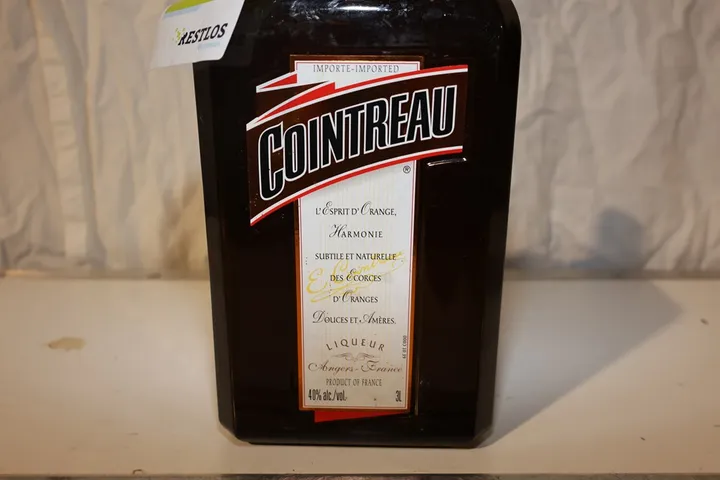 RESTLOS
IMPORTE-IMPORTED
COINTREAU
®
L'ESPRIT D'ORANGE,
HARMONIE
SUBTILE ET NATURELLE
DES ECORCES
D'ORANGES
DOUCES ET AMÈRES.
LIQUEUR
Angers-France
PRODUCT OF FRANCE
40% alc./vol.